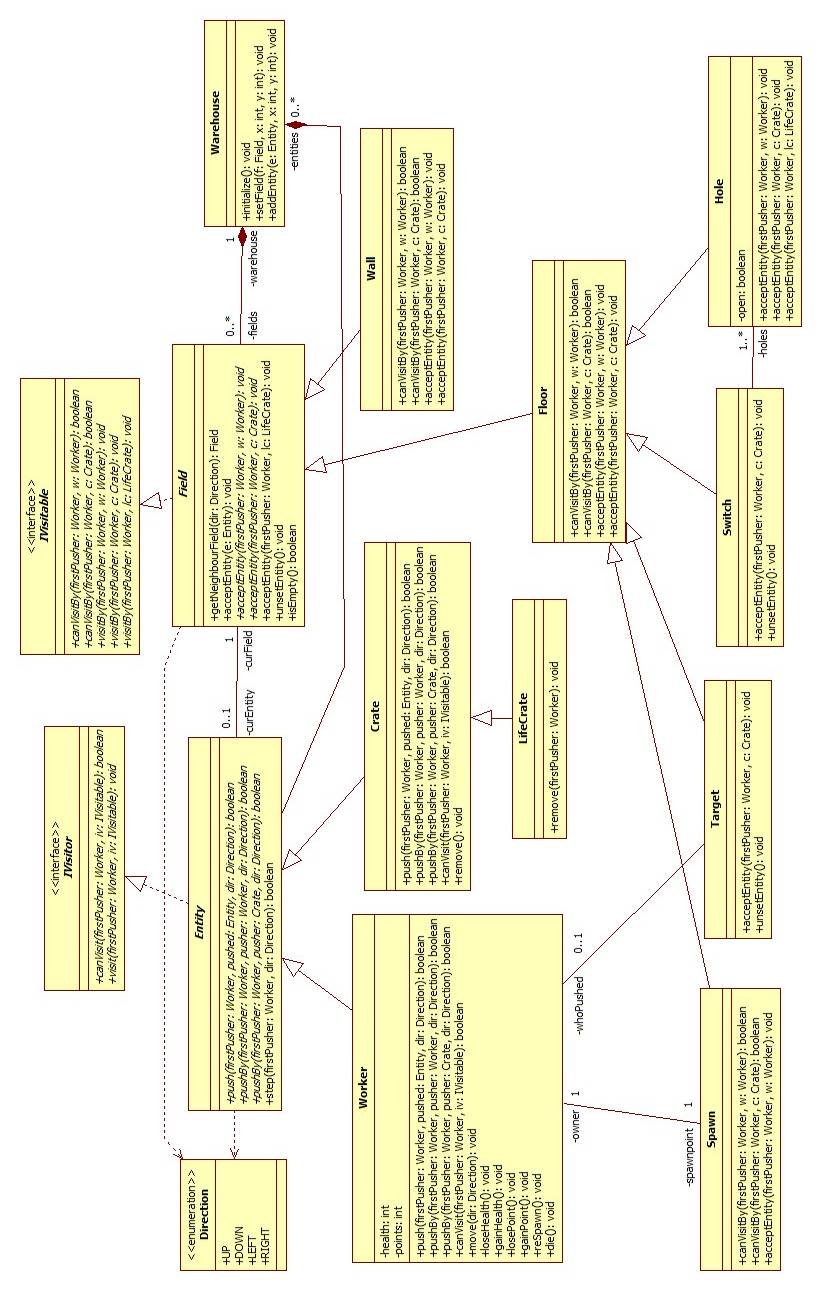 <<enumeration>>
Direction
+UP
+DOWN
+LEFT
+RIGHT
<<interface>>
IVisitor
+canVisit(firstPusher: Worker, iv: IVisitable): boolean
+visit(firstPusher: Worker, iv: IVisitable): void
<<interface>>
IVisitable
+canVisitBy(firstPusher: Worker, w: Worker): boolean
+canVisitBy(firstPusher: Worker, c: Crate): boolean
+visitBy(firstPusher: Worker, w: Worker): void
+visitBy(firstPusher: Worker, c: Crate): void
+visitBy(firstPusher: Worker, lc: LifeCrate): void
Entity
+push(firstPusher: Worker, pushed: Entity, dir: Direction): boolean
+pushBy(firstPusher: Worker, pusher: Worker, dir: Direction): boolean
+pushBy(firstPusher: Worker, pusher: Crate, dir: Direction): boolean
+step(firstPusher: Worker, dir: Direction): boolean
0..1
-curEntity
1
-curField
Field
+getNeighbourField(dir: Direction): Field
+acceptEntity(e: Entity): void
+acceptEntity(firstPusher: Worker, w: Worker): void
+acceptEntity(firstPusher: Worker, c: Crate): void
+acceptEntity(firstPusher: Worker, lc: LifeCrate): void
+unsetEntity(): void
+isEmpty(): boolean
0..*
-fields
1
-warehouse
Warehouse
+initialize(): void
+setField(f: Field, x: int, y: int): void
+addEntity(e: Entity, x: int, y: int): void
-entities
0..*
Worker
-health: int
-points: int
+push(firstPusher: Worker, pushed: Entity, dir: Direction): boolean
+pushBy(firstPusher: Worker, pusher: Worker, dir: Direction): boolean
+pushBy(firstPusher: Worker, pusher: Crate, dir: Direction): boolean
+canVisit(firstPusher: Worker, iv: IVisitable): boolean
+move(dir: Direction): void
+loseHealth(): void
+gainHealth(): void
+losePoint(): void
+gainPoint(): void
+reSpawn(): void
+die(): void
Crate
+push(firstPusher: Worker, pushed: Entity, dir: Direction): boolean
+pushBy(firstPusher: Worker, pusher: Worker, dir: Direction): boolean
+pushBy(firstPusher: Worker, pusher: Crate, dir: Direction): boolean
+canVisit(firstPusher: Worker, iv: IVisitable): boolean
+remove(): void
Wall
+canVisitBy(firstPusher: Worker, w: Worker): boolean
+canVisitBy(firstPusher: Worker, c: Crate): boolean
+acceptEntity(firstPusher: Worker, w: Worker): void
+acceptEntity(firstPusher: Worker, c: Crate): void
LifeCrate
+remove(firstPusher: Worker): void
Floor
+canVisitBy(firstPusher: Worker, w: Worker): boolean
+canVisitBy(firstPusher: Worker, c: Crate): boolean
+acceptEntity(firstPusher: Worker, w: Worker): void
+acceptEntity(firstPusher: Worker, c: Crate): void
-owner
1
-whoPushed
0..1
-spawnpoint
1
Spawn
+canVisitBy(firstPusher: Worker, w: Worker): boolean
+canVisitBy(firstPusher: Worker, c: Crate): boolean
+acceptEntity(firstPusher: Worker, w: Worker): void
Target
+acceptEntity(firstPusher: Worker, c: Crate): void
+unsetEntity(): void
Switch
+acceptEntity(firstPusher: Worker, c: Crate): void
+unsetEntity(): void
1..*
-holes
Hole
-open: boolean
+acceptEntity(firstPusher: Worker, w: Worker): void
+acceptEntity(firstPusher: Worker, c: Crate): void
+acceptEntity(firstPusher: Worker, lc: LifeCrate): void